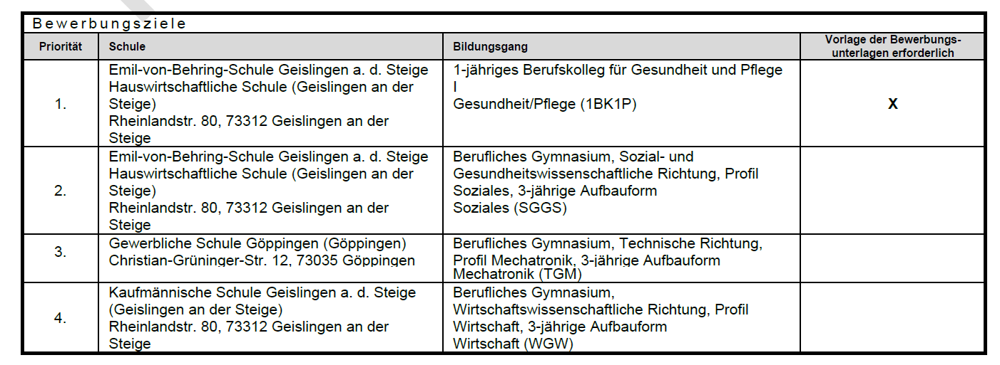 Bewerbungsziele
Priorität Schule Bildungsgang Vorlage der Bewerbungs-
unterlagen erforderlich
1.
Emil-von-Behring-Schule Geislingen a. d. Steige
Hauswirtschaftliche Schule (Geislingen an der
Steige)
Rheinlandstr. 80, 73312 Geislingen an der
Steige
1-jähriges Berufskolleg für Gesundheit und Pflege
I
Gesundheit/Pflege (1BK1P)
X
2.
Emil-von-Behring-Schule Geislingen a. d. Steige
Hauswirtschaftliche Schule (Geislingen an der
Steige)
Rheinlandstr. 80, 73312 Geislingen an der
Steige
Berufliches Gymnasium, Sozial- und
Gesundheitswissenschaftliche Richtung, Profil
Soziales, 3-jährige Aufbauform
Soziales (SGGS)
3.
Gewerbliche Schule Göppingen (Göppingen)
Christian-Grüninger-Str. 12, 73035 Göppingen
Berufliches Gymnasium, Technische Richtung,
Profil Mechatronik, 3-jährige Aufbauform
Mechatronik (TGM)
4.
Kaufmännische Schule Geislingen a. d. Steige
(Geislingen an der Steige)
Rheinlandstr. 80, 73312 Geislingen an der
Steige
Berufliches Gymnasium,
Wirtschaftswissenschaftliche Richtung, Profil
Wirtschaft, 3-jährige Aufbauform
Wirtschaft (WGW)